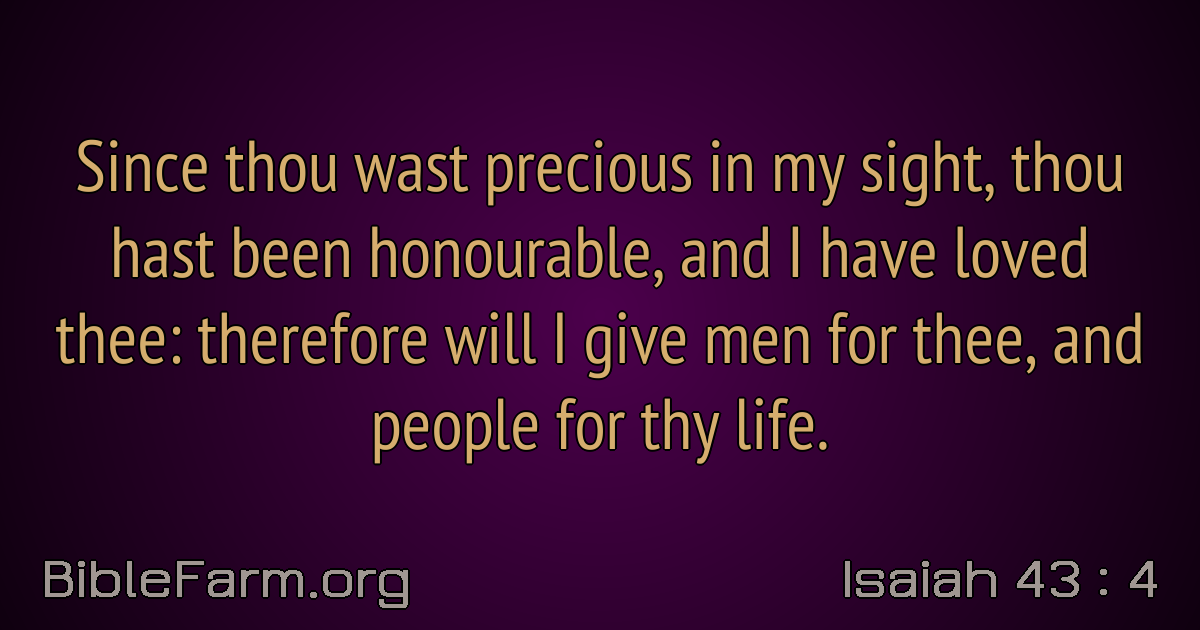 Since thou wast precious in my sight, thou
hast been honourable, and I have loved
thee: therefore will I give men for thee, and
people for thy life.
BibleFarm.org
Isaiah 43 : 4